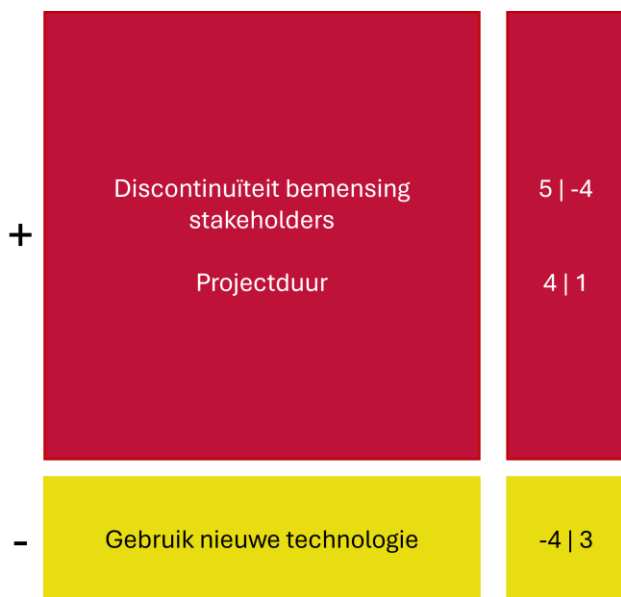 Discontinuïteit bemensing
stakeholders
5 | -4
+
Projectduur
4 | 1
-
Gebruik nieuwe technologie
-4 | 3